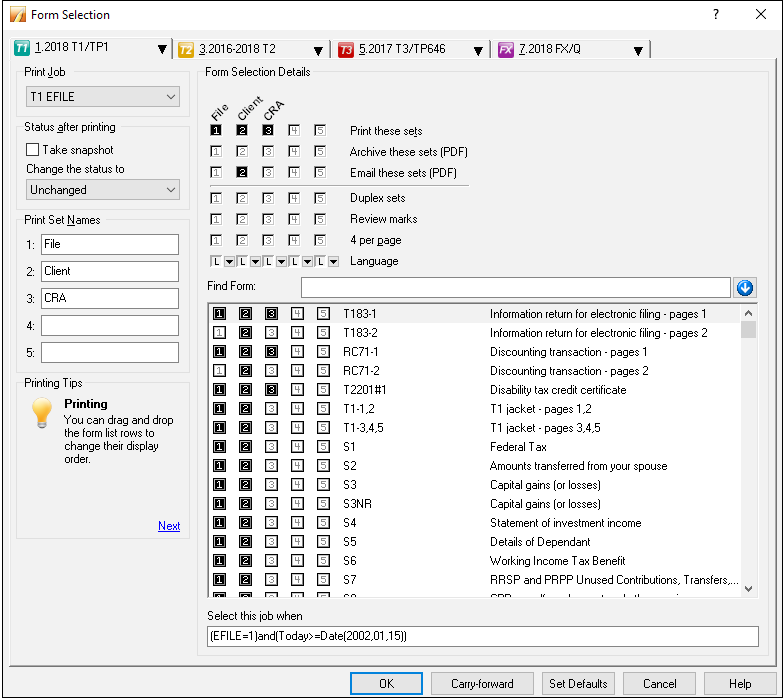 Form Selection
T1 1.2018 T1/TP1
T2 3.2016-2018 T2
T3 5.2017 T3/TP646
FX 7.2018 FX/Q
Print Job
T1 EFILE
Status after printing
Take snapshot
Change the status to
Unchanged
Print Set Names
1: File
2: Client
3: CRA
4:
5:
Printing Tips
Printing
You can drag and drop
the form list rows to
change their display
order.
Next
Form Selection Details
File Client CRA
1 2 3 4 5 Print these sets
1 2 3 4 5 Archive these sets (PDF)
1 2 3 4 5 Email these sets (PDF)
1 2 3 4 5 Duplex sets
1 2 3 4 5 Review marks
1 2 3 4 5 4 per page
L L L L L Language
Find Form:
1 2 3 4 5 T183-1 Information return for electronic filing - pages 1
1 2 3 4 5 T183-2 Information return for electronic filing - pages 2
1 2 3 4 5 RC71-1 Discounting transaction - pages 1
1 2 3 4 5 RC71-2 Discounting transaction - pages 2
1 2 3 4 5 T2201#1 Disability tax credit certificate
1 2 3 4 5 T1-1,2 T1 jacket - pages 1,2
1 2 3 4 5 T1-3,4,5 T1 jacket - pages 3,4,5
1 2 3 4 5 S1 Federal Tax
1 2 3 4 5 S2 Amounts transferred from your spouse
1 2 3 4 5 S3 Capital gains (or losses)
1 2 3 4 5 S3NR Capital gains (or losses)
1 2 3 4 5 S4 Statement of investment income
1 2 3 4 5 S5 Details of Dependant
1 2 3 4 5 S6 Working Income Tax Benefit
1 2 3 4 5 S7 RRSP and PRPP Unused Contributions, Transfers,...
Select this job when
(EFILE=1)and(Today>=Date(2002,01,15))
OK
Carry-forward
Set Defaults
Cancel
Help